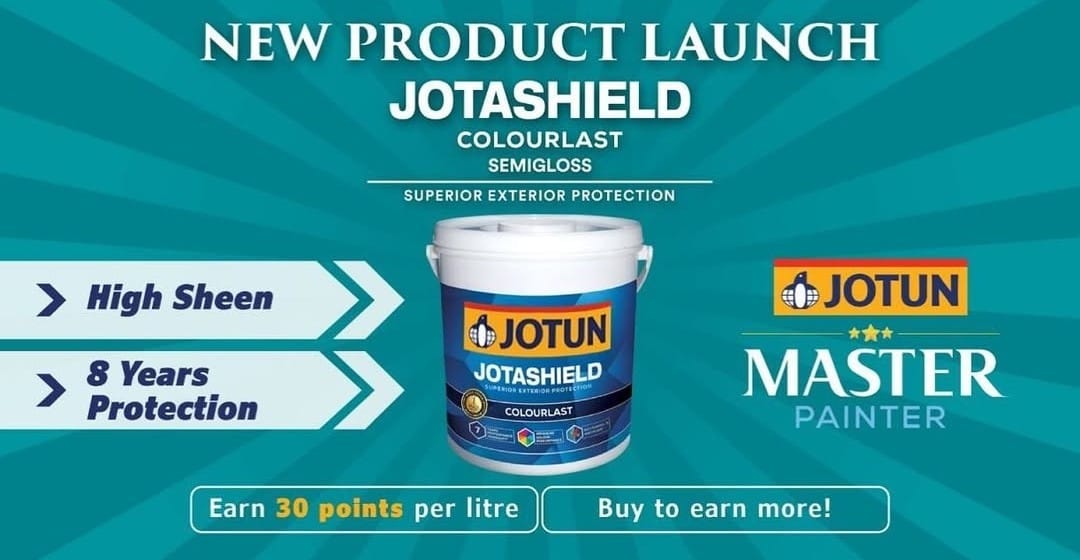 NEW PRODUCT LAUNCH
JOTASHIELD
COLOURLAST
SEMIGLOSS
SUPERIOR EXTERIOR PROTECTION
High Sheen
8 Years
Protection
JOTUN
JOTASHIELD
SUPERIOR EXTERIOR PROTECTION
COLOURLAST
7
JOTUN
MASTER
PAINTER
Earn 30 points per litre
Buy to earn more!